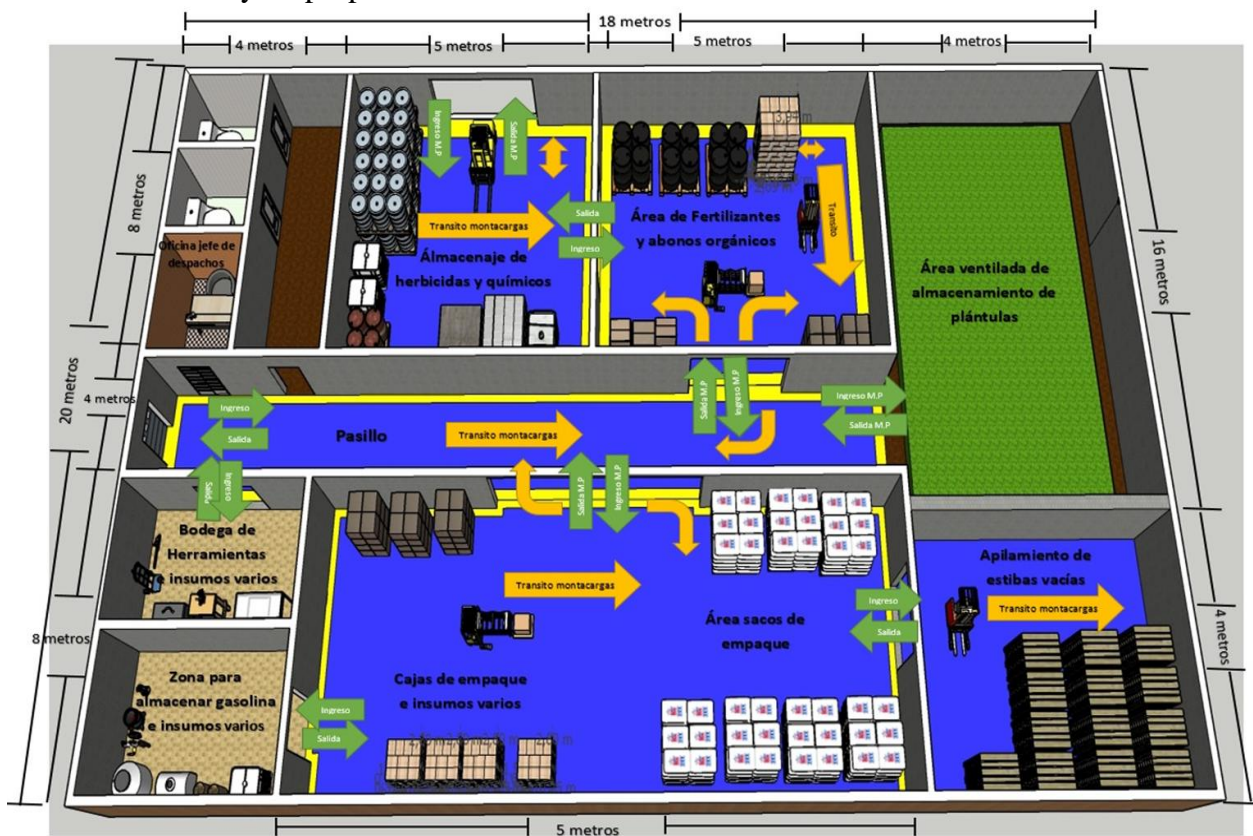 18 metros
4 metros
5 metros
5 metros
4 metros
Ingreso M.P
Salida M.P
8 metros
Salida
Área de Fertilizantes
y abonos orgánicos
Transito
Transito montacargas
Ingreso
Oficina jefe de
despachos
Álmacenaje de
herbicidas y químicos
Área ventilada de
almacenamiento de
plántulas
16 metros
20 metros
4 metros
Ingreso
Salida
Pasillo
Transito montacargas
Salida M.P
Ingreso M.P
Ingreso M.P
Salida M.P
Salida
Ingreso
Salida M.P
Ingreso M.P
Bodega de
Herramientas
e insumos varios
Transito montacargas
Apilamiento de
estibas vacías
Transito montacargas
Ingreso
Salida
Área sacos de
empaque
8 metros
4 metros
Zona para
almacenar gasolina
e insumos varios
Cajas de empaque
e insumos varios
Ingreso
Salida
5 metros